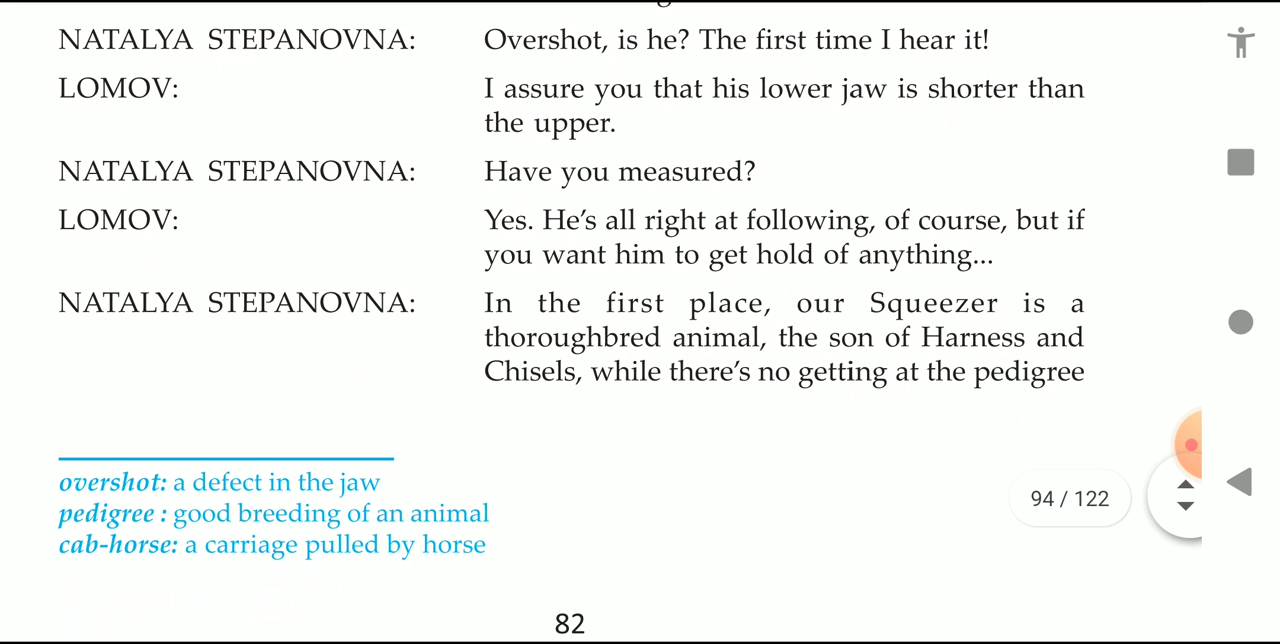 NATALYA STEPANOVNA: Overshot, is he? The first time I hear it!
LOMOV: I assure you that his lower jaw is shorter than
the upper.
NATALYA STEPANOVNA: Have you measured?
LOMOV: Yes. He's all right at following, of course, but if
you want him to get hold of anything...
NATALYA STEPANOVNA: In the first place, our Squeezer is a
thoroughbred animal, the son of Harness and
Chisels, while there's no getting at the pedigree
overshot: a defect in the jaw
pedigree : good breeding of an animal
cab-horse: a carriage pulled by horse
94 / 122
82